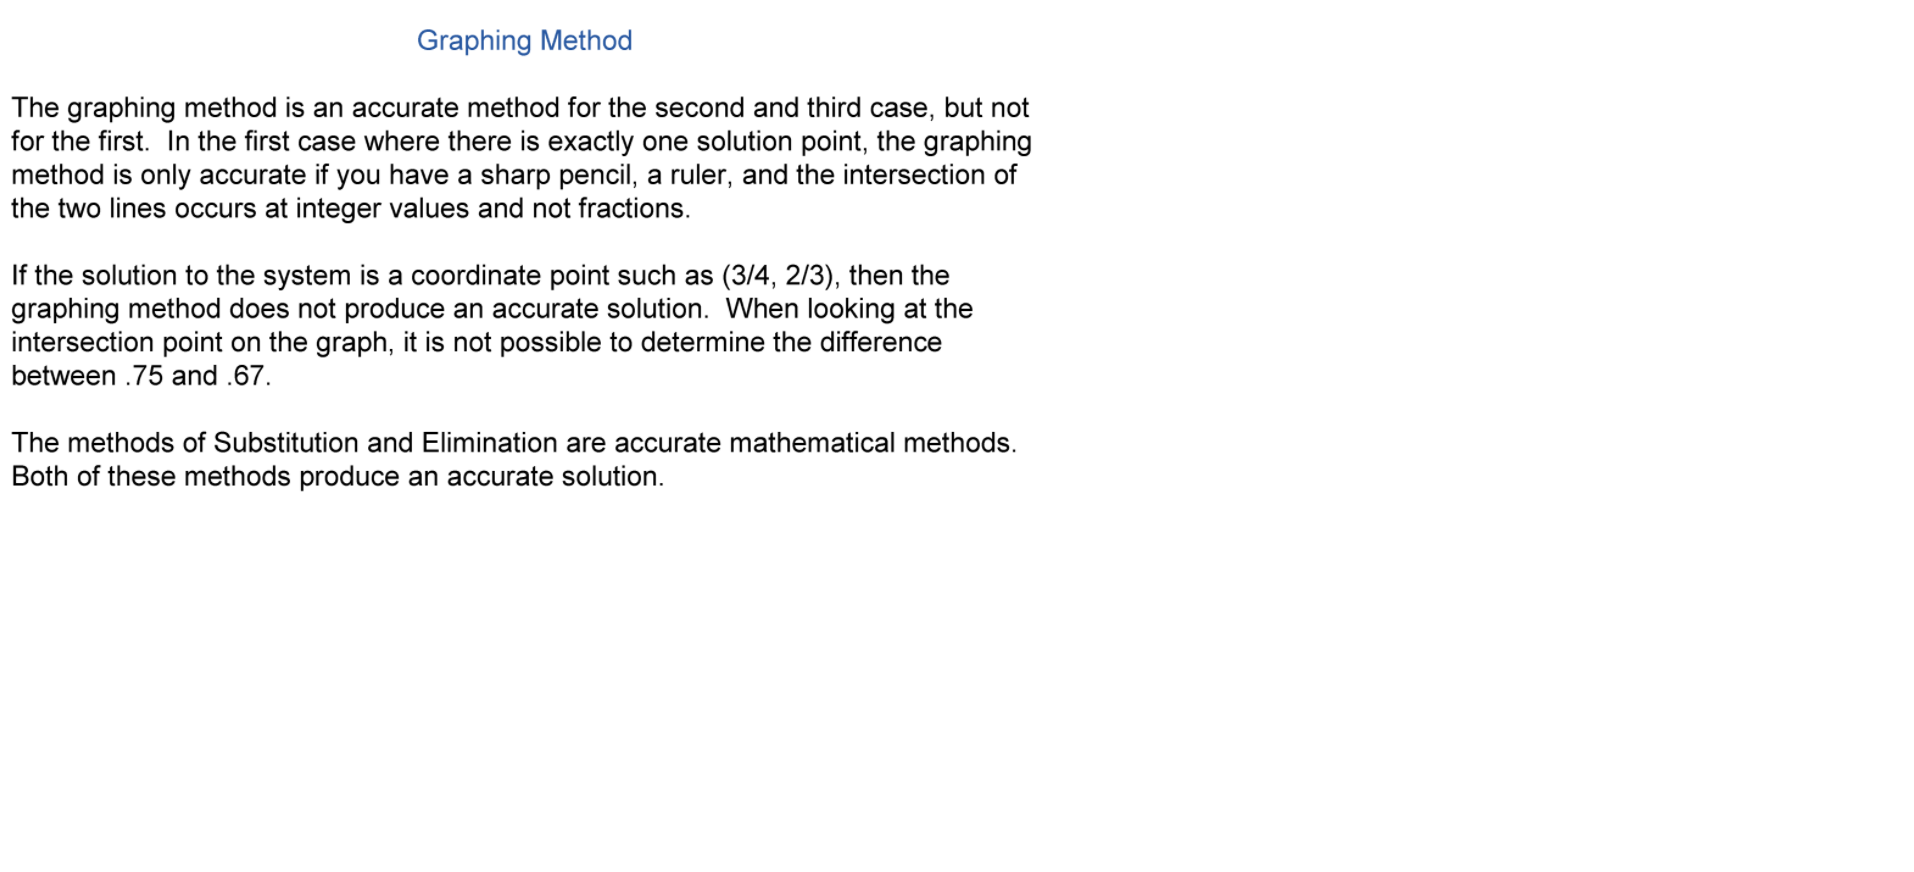 Graphing Method
The graphing method is an accurate method for the second and third case, but not
for the first.  In the first case where there is exactly one solution point, the graphing
method is only accurate if you have a sharp pencil, a ruler, and the intersection of
the two lines occurs at integer values and not fractions.
If the solution to the system is a coordinate point such as (3/4, 2/3), then the
graphing method does not produce an accurate solution.  When looking at the
intersection point on the graph, it is not possible to determine the difference
between .75 and .67.
The methods of Substitution and Elimination are accurate mathematical methods.
Both of these methods produce an accurate solution.